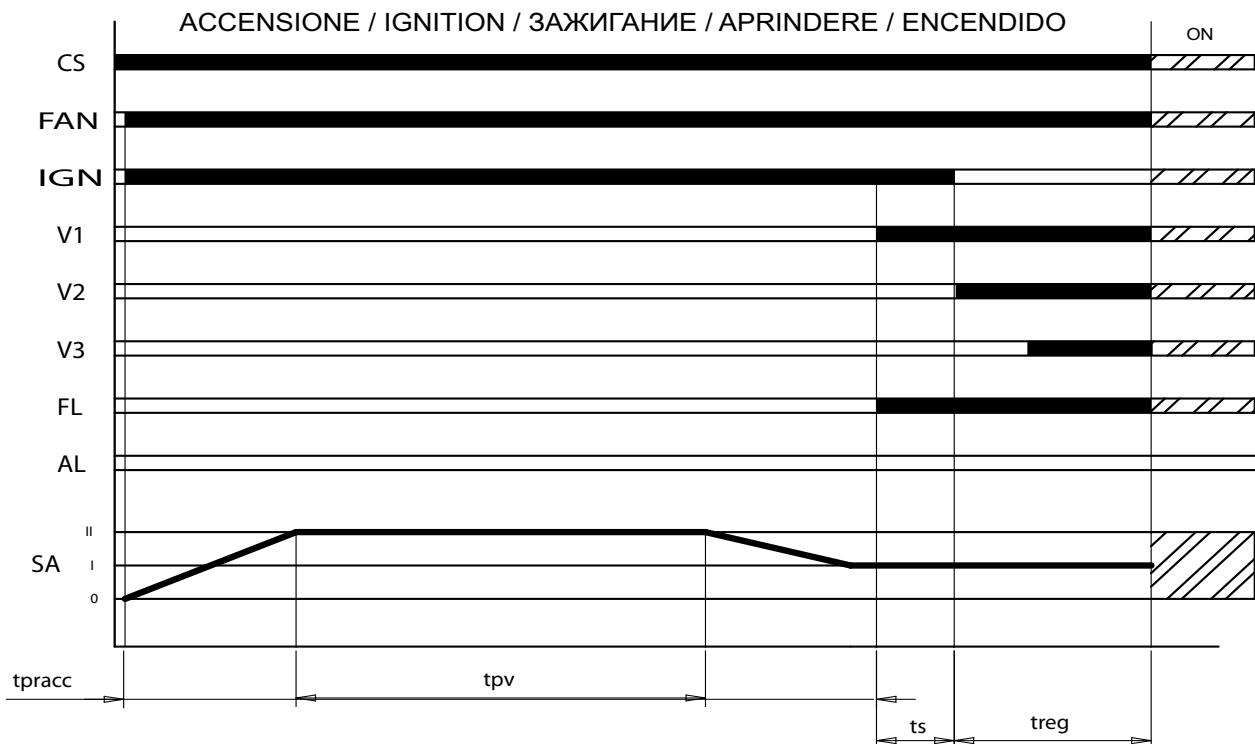 ACCENSIONE / IGNITION / ЗАЖИГАНИЕ / APRINDERE / ENCENDIDO
ON
CS
FAN
IGN
V1
V2
V3
FL
AL
II
SA I
0
tpracc tpv
ts treg